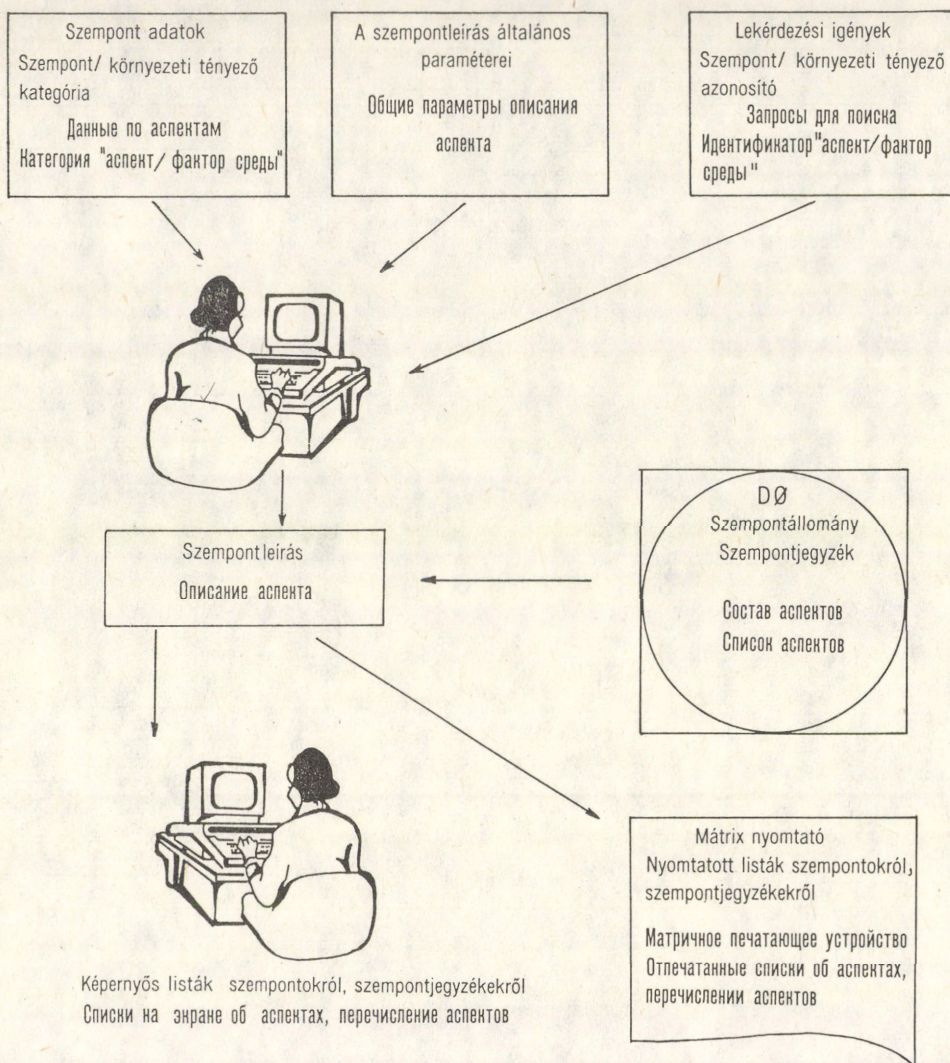 Szempont adatok
Szempont/ környezeti tényező
kategória
Данные по аспектам
Категория "аспект/ фактор среды"
A szempontleírás általános
paraméterei
Общие параметры описания
аспекта
Lekérdezési igények
Szempont/ környezeti tényező
azonosító
Запросы для поиска
Идентификатор "аспект/фактор
среды"
Szempontleírás
Описание аспекта
DØ
Szempontállomány
Szempontjegyzék
Состав аспектов
Список аспектов
Képernyős listák szempontokról, szempontjegyzékekről
Списки на экране об аспектах, перечисление аспектов
Mátrix nyomtató
Nyomtatott listák szempontokról,
szempontjegyzékekről
Матричное печатающее устройство
Отпечатанные списки об аспектах,
перечислении аспектов